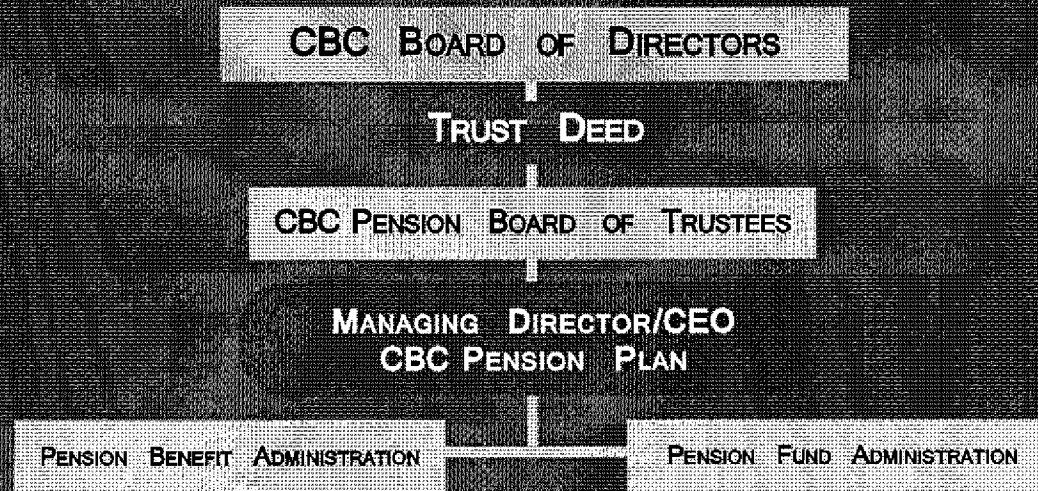 CBC BOARD OF DIRECTORS
TRUST DEED
CBC PENSION BOARD OF TRUSTEES
MANAGING DIRECTOR/CEO
CBC PENSION PLAN
PENSION BENEFIT ADMINISTRATION
PENSION FUND ADMINISTRATION